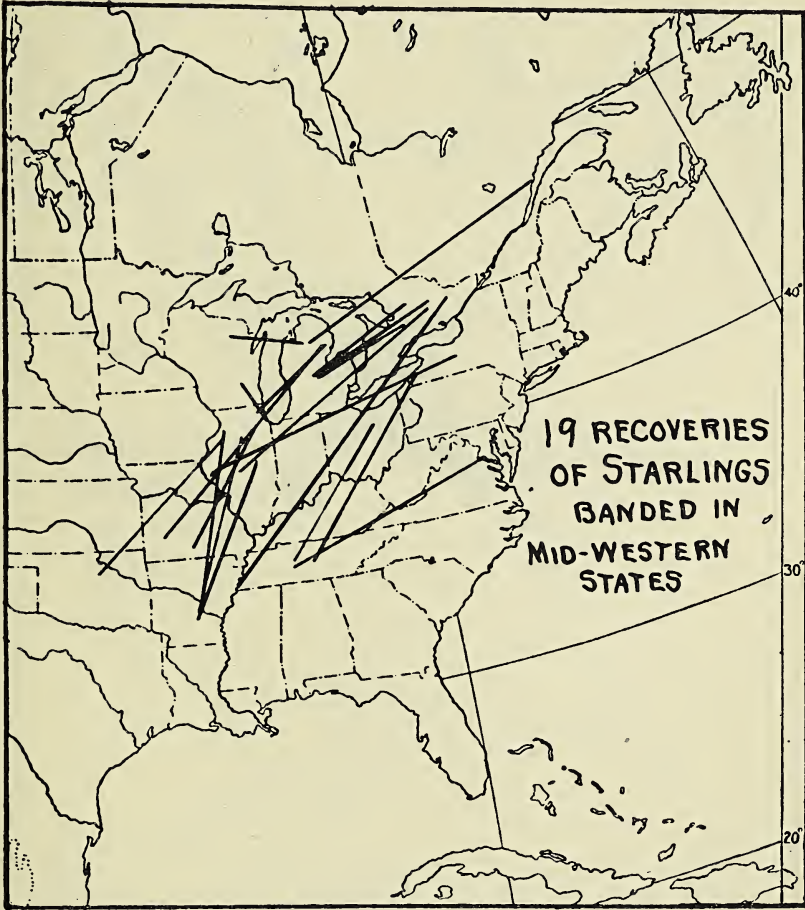 40°
19 RECOVERIES
OF STARLINGS
BANDED IN
MID-WESTERN
STATES
30°
20°